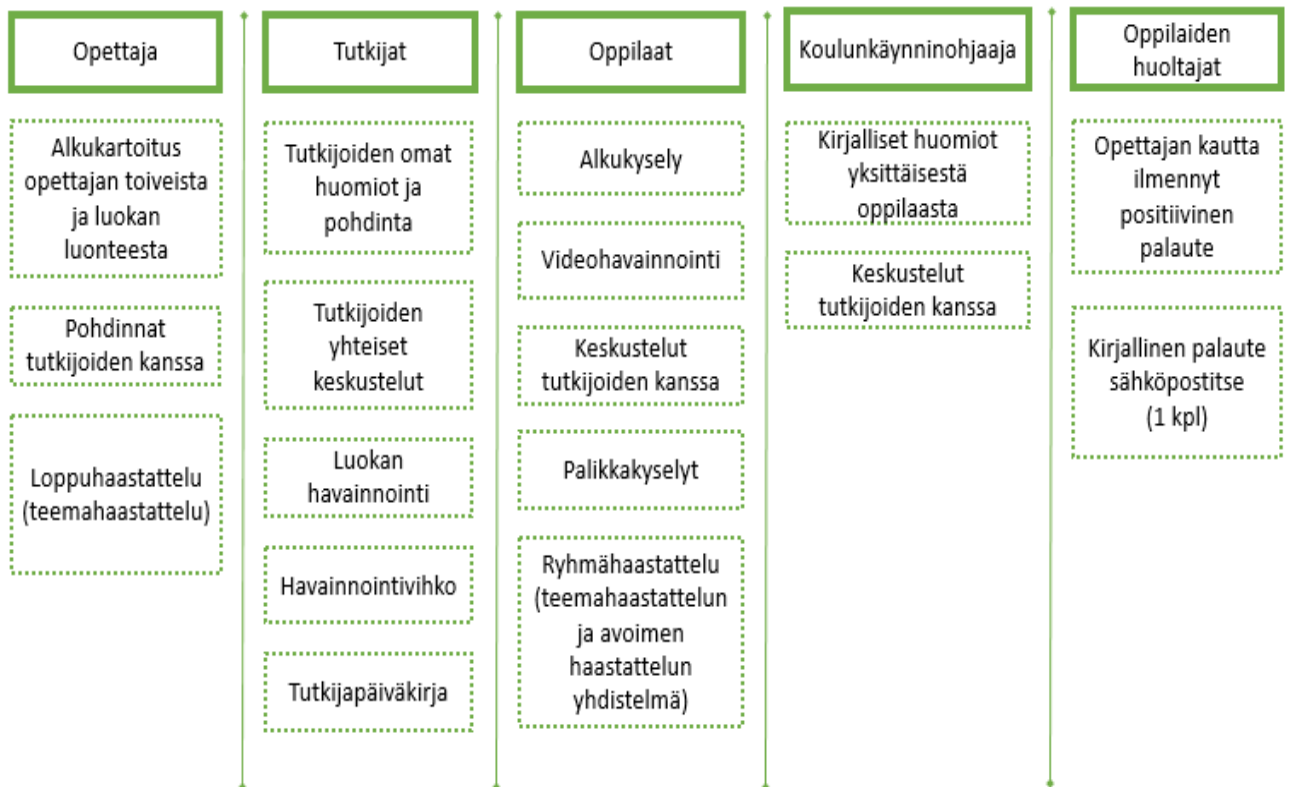 Opettaja
Alkukartoitus
opettajan toiveista
ja luokan
luonteesta
Pohdinnat
tutkijoiden kanssa
Loppuhaastattelu
(teemahaastattelu)
Tutkijat
Tutkijoiden omat
huomiot ja
pohdinta
Tutkijoiden
yhteiset
keskustelut
Luokan
havainnointi
Havainnointivihko
Tutkijapäiväkirja
Oppilaat
Alkukysely
Videohavainnointi
Keskustelut
tutkijoiden kanssa
Palikkakyselyt
Ryhmähaastattelu
(teemahaastattelun
ja avoimen
haastattelun
yhdistelmä)
Koulunkäynninohjaaja
Kirjalliset huomiot
yksittäisestä
oppilaasta
Keskustelut
tutkijoiden kanssa
Oppilaiden
huoltajat
Opettajan kautta
ilmennyt
positiivinen
palaute
Kirjallinen palaute
sähköpostitse
(1 kpl)